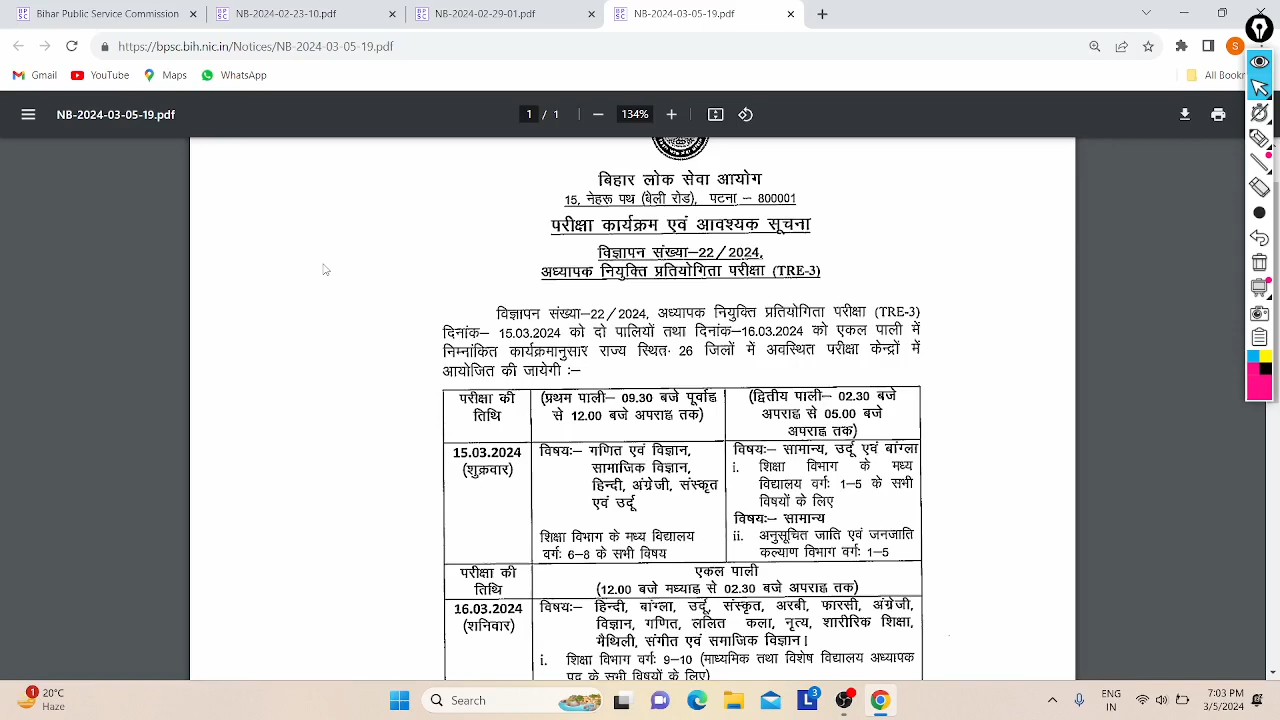 Bihar Public Service Commission
NB-2024-02-23-10.pdf
NB-2024-02-29-01.pdf
NB-2024-03-05-19.pdf
https://bpsc.bih.nic.in/Notices/NB-2024-03-05-19.pdf
S
Gmail YouTube Maps WhatsApp All Bookr
NB-2024-03-05-19.pdf 1 / 1 134%
बिहार लोक सेवा आयोग
15, नेहरू पथ (बेली रोड), पटना – 800001
परीक्षा कार्यक्रम एवं आवश्यक सूचना
विज्ञापन संख्या–22/2024,
अध्यापक नियुक्ति प्रतियोगिता परीक्षा (TRE-3)
विज्ञापन संख्या–22/2024, अध्यापक नियुक्ति प्रतियोगिता परीक्षा (TRE-3)
दिनांक– 15.03.2024 को दो पालियों तथा दिनांक–16.03.2024 को एकल पाली में
निम्नांकित कार्यक्रमानुसार राज्य स्थित 26 जिलों में अवस्थित परीक्षा केन्द्रों में
आयोजित की जायेगी :–
परीक्षा की
तिथि
(प्रथम पाली– 09.30 बजे पूर्वाह्न
से 12.00 बजे अपराह्न तक)
(द्वितीय पाली– 02.30 बजे
अपराह्न से 05.00 बजे
अपराह्न तक)
15.03.2024
(शुक्रवार)
विषयः– गणित एवं विज्ञान,
सामाजिक विज्ञान,
हिन्दी, अंग्रेजी, संस्कृत
एवं उर्दू
शिक्षा विभाग के मध्य विद्यालय
वर्गः 6–8 के सभी विषय
विषयः– सामान्य, उर्दू एवं बांग्ला
i. शिक्षा विभाग के मध्य
विद्यालय वर्गः 1–5 के सभी
विषयों के लिए
विषयः– सामान्य
ii. अनुसूचित जाति एवं जनजाति
कल्याण विभाग वर्गः 1–5
परीक्षा की
तिथि
एकल पाली
(12.00 बजे मध्याह्न से 02.30 बजे अपराह्न तक)
16.03.2024
(शनिवार)
विषयः– हिन्दी, बांग्ला, उर्दू, संस्कृत, अरबी, फारसी, अंग्रेजी,
विज्ञान, गणित, ललित कला, नृत्य, शारीरिक शिक्षा,
मैथिली, संगीत एवं समाजिक विज्ञान।
i. शिक्षा विभाग वर्गः 9–10 (माध्यमिक तथा विशेष विद्यालय अध्यापक
पद के सभी विषयों के लिए)
1 20°C
Haze
Search
3
ENG
IN
7:03 PM
3/5/2024